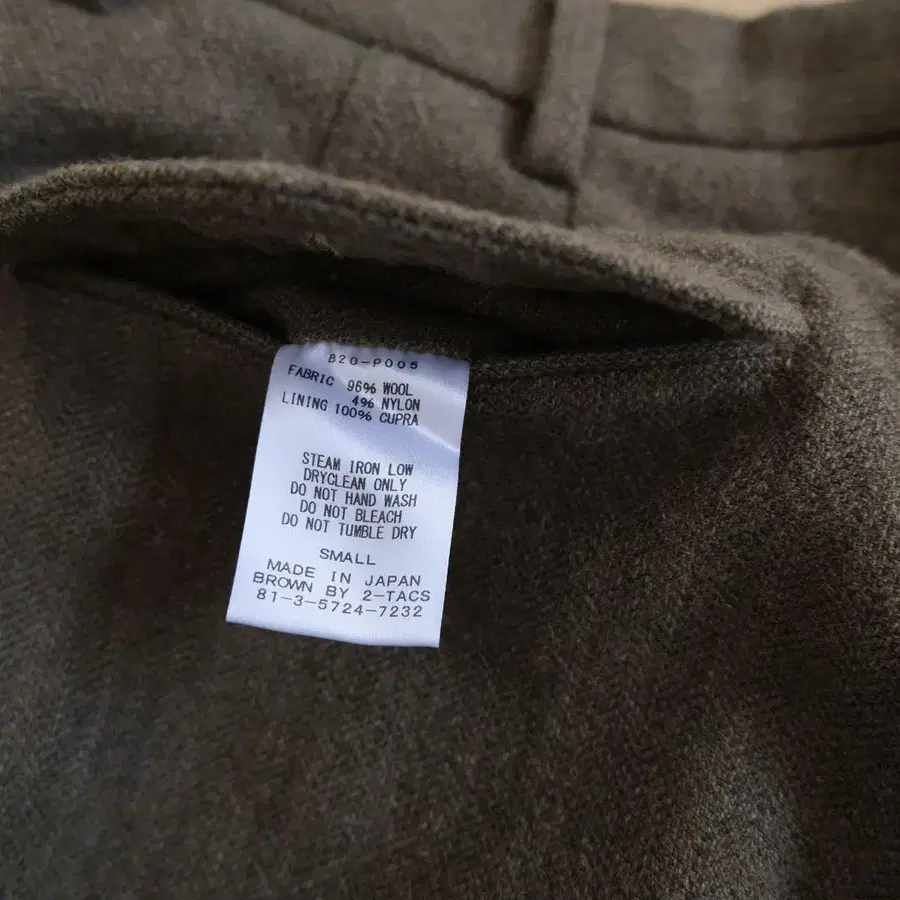 B20-P005
FABRIC 96% WOOL
4% NYLON
LINING 100% CUPRA
STEAM IRON LOW
DRYCLEAN ONLY
DO NOT HAND WASH
DO NOT BLEACH
DO NOT TUMBLE DRY
SMALL
MADE IN JAPAN
BROWN BY 2-TACS
81-3-5724-7232